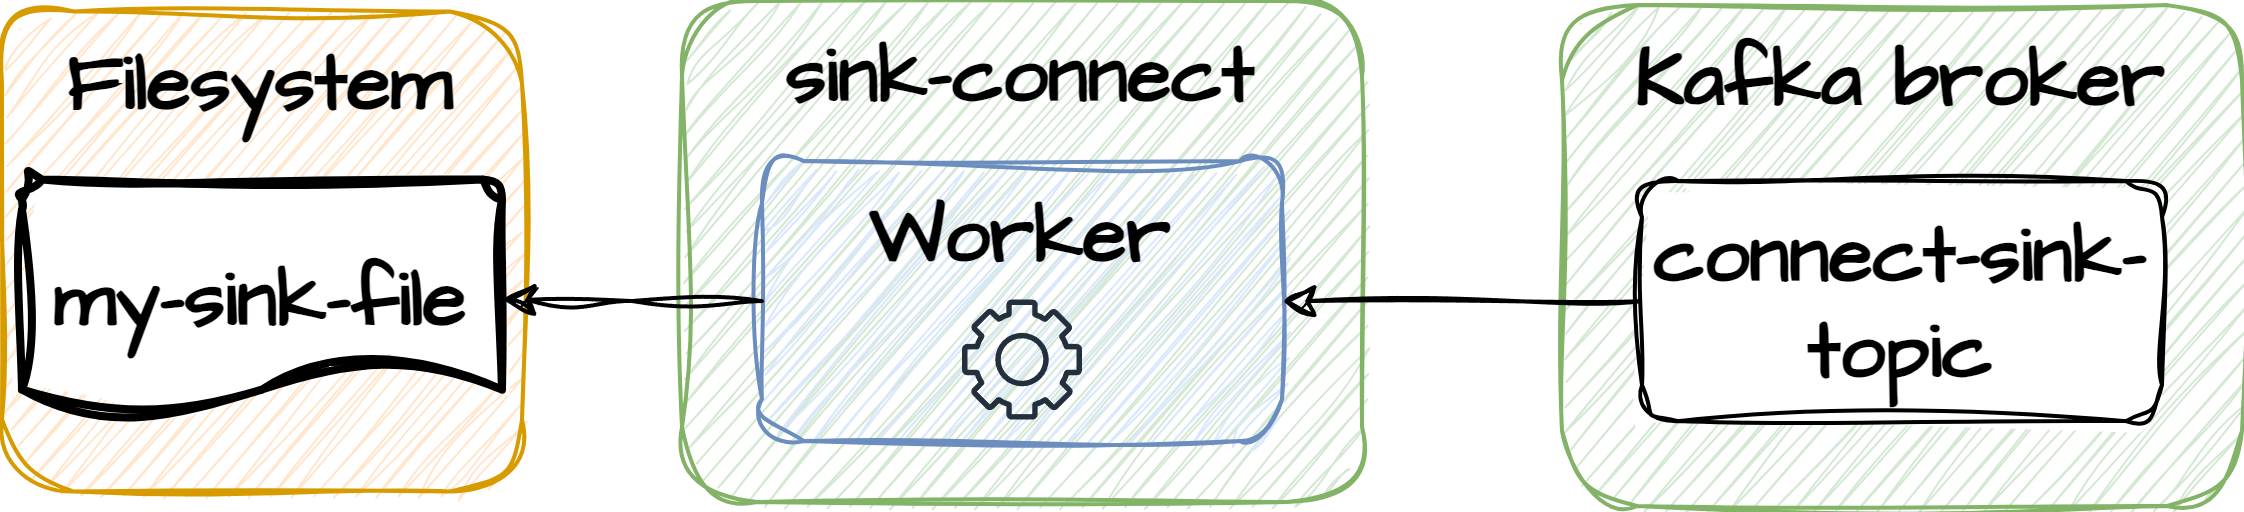 Filesystem
my-sink-file
sink-connect
Worker
Kafka broker
connect-sink-
topic